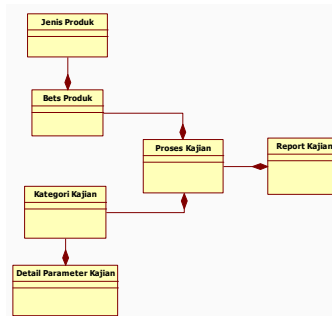 Jenis Produk
Bets Produk
Proses Kajian
Report Kajian
Kategori Kajian
Detail Parameter Kajian